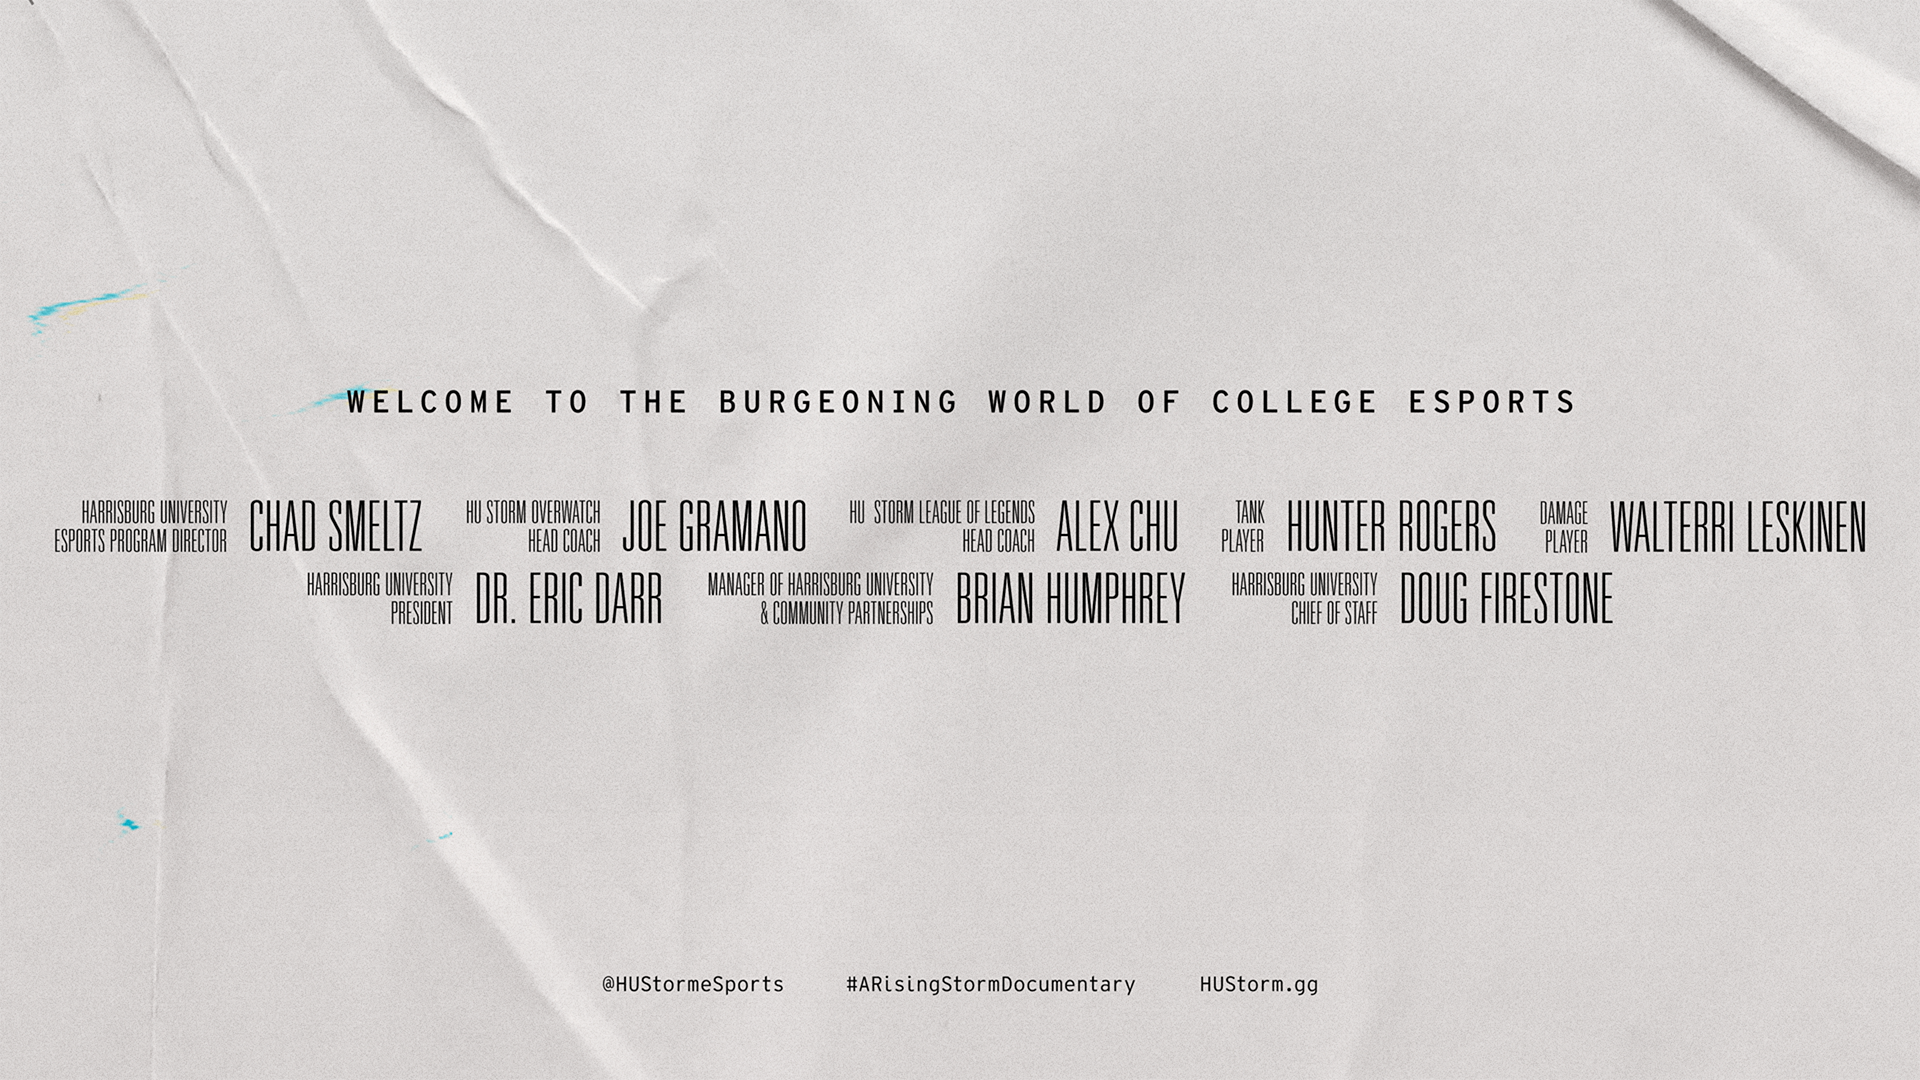 WELCOME TO THE BURGEONING WORLD OF COLLEGE ESPORTS
HARRISBURG UNIVERSITY ESPORTS PROGRAM DIRECTOR CHAD SMELTZ HU STORM OVERWATCH HEAD COACH JOE GRAMANO HU STORM LEAGUE OF LEGENDS HEAD COACH ALEX CHU TANK PLAYER HUNTER ROGERS DAMAGE PLAYER WALTERRI LESKINEN
HARRISBURG UNIVERSITY PRESIDENT DR. ERIC DARR MANAGER OF HARRISBURG UNIVERSITY & COMMUNITY PARTNERSHIPS BRIAN HUMPHREY HARRISBURG UNIVERSITY CHIEF OF STAFF DOUG FIRESTONE
@HUStormeSports #ARisingStormDocumentary HUStorm.gg